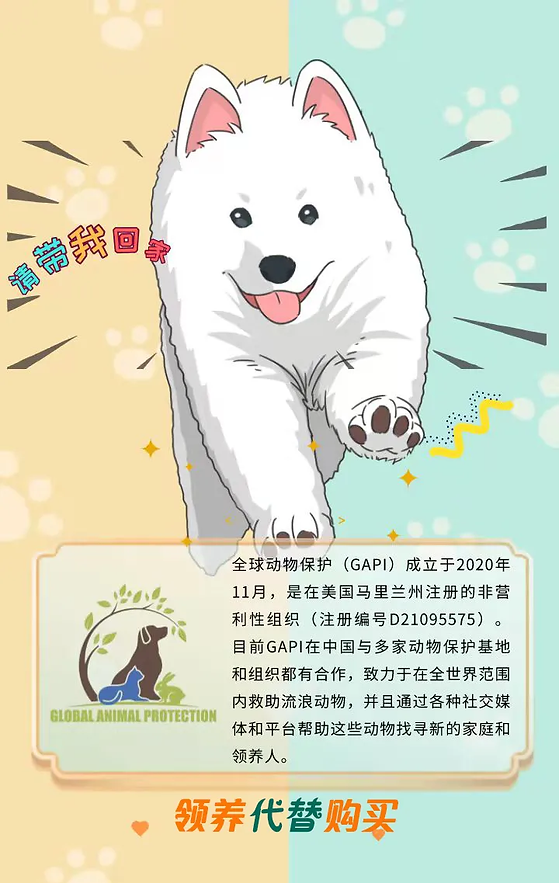 请带我回家
全球动物保护（GAPI）成立于2020年
11月，是在美国马里兰州注册的非营
利性组织（注册编号D21095575）。
目前GAPI在中国与多家动物保护基地
和组织都有合作，致力于在全世界范围
内救助流浪动物，并且通过各种社交媒
体和平台帮助这些动物找寻新的家庭和
领养人。
GLOBAL ANIMAL PROTECTION
领养代替购买